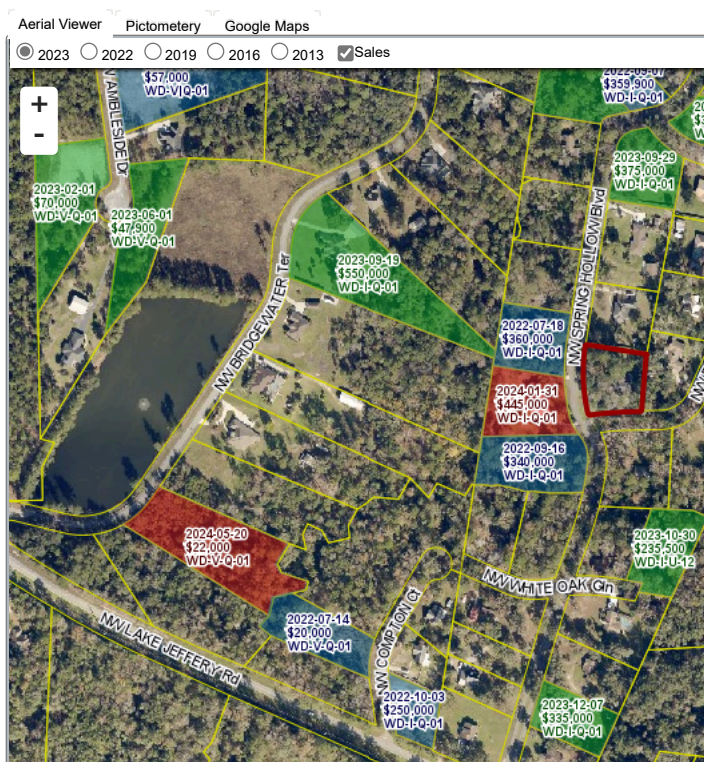 Aerial Viewer
Pictometery
Google Maps
2023 2022 2019 2016 2013 Sales
+
-
$57,000
WD-V|Q-01
2022-09-07
$359,900
WD-I-Q-01
2023-09-29
$375,000
WD-I-Q-01
2023-02-01
$70,000
WD-V-Q-01
2023-06-01
$47,900
WD-V-Q-01
NW SPRING HOLLOW Blvd
2023-09-19
$550,000
WD-I-Q-01
NW BRIDGEWATER Ter
2022-07-18
$360,000
WD-I-Q-01
2024-01-31
$445,000
WD-I-Q-01
2022-09-16
$340,000
WD-I-Q-01
2024-05-20
$22,000
WD-V-Q-01
2023-10-30
$235,500
WD-I-U-12
NW WHITE OAK Gln
2022-07-14
$20,000
WD-V-Q-01
NW COMPTON Ct
NW LAKE JEFFERY Rd
2022-10-03
$250,000
WD-I-Q-01
2023-12-07
$335,000
WD-I-Q-01